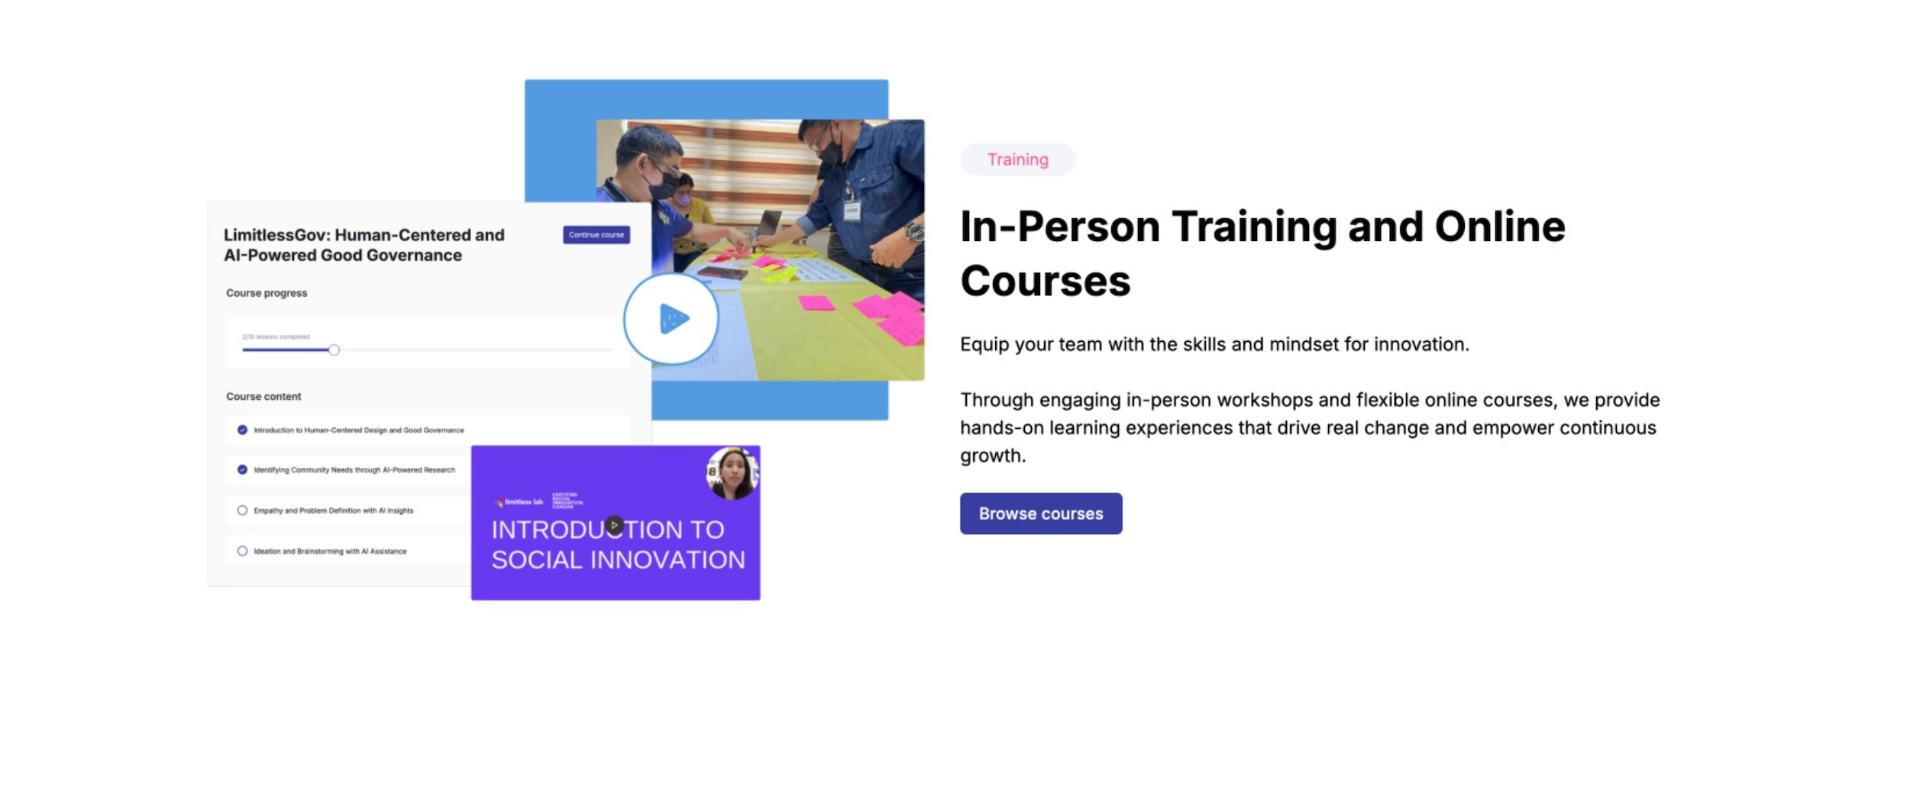 LimitlessGov: Human-Centered and
AI-Powered Good Governance
Continue course
Course progress
2/10 lessons completed
Course content
Introduction to Human-Centered Design and Good Governance
Identifying Community Needs through AI-Powered Research
Empathy and Problem Definition with AI Insights
Ideation and Brainstorming with AI Assistance
limitless lab
CERTIFIED
SOCIAL
INNOVATION
INTRODUCTION TO
SOCIAL INNOVATION
Training
In-Person Training and Online
Courses
Equip your team with the skills and mindset for innovation.
Through engaging in-person workshops and flexible online courses, we provide
hands-on learning experiences that drive real change and empower continuous
growth.
Browse courses